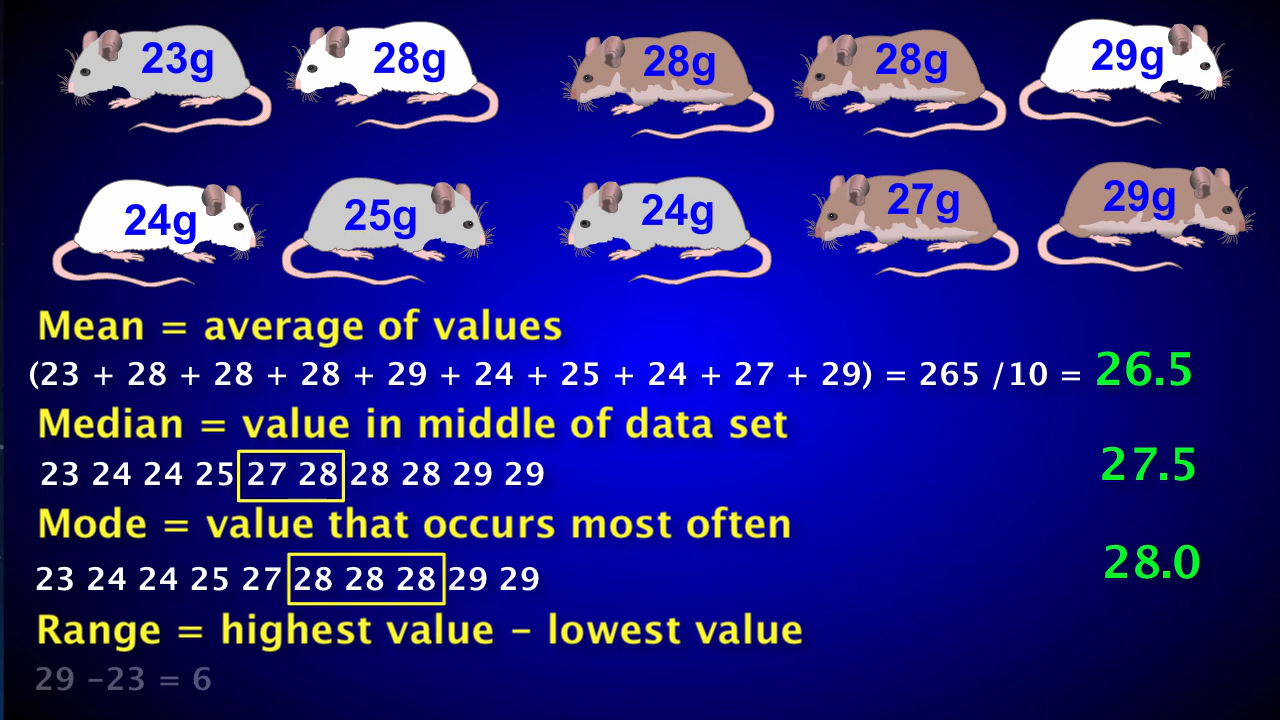 23g 28g 28g 28g 29g
24g 25g 24g 27g 29g
Mean = average of values
(23 + 28 + 28 + 28 + 29 + 24 + 25 + 24 + 27 + 29) = 265 /10 = 26.5
Median = value in middle of data set
23 24 24 25 27 28 28 28 29 29 27.5
Mode = value that occurs most often
23 24 24 25 27 28 28 28 29 29 28.0
Range = highest value – lowest value
29 –23 = 6